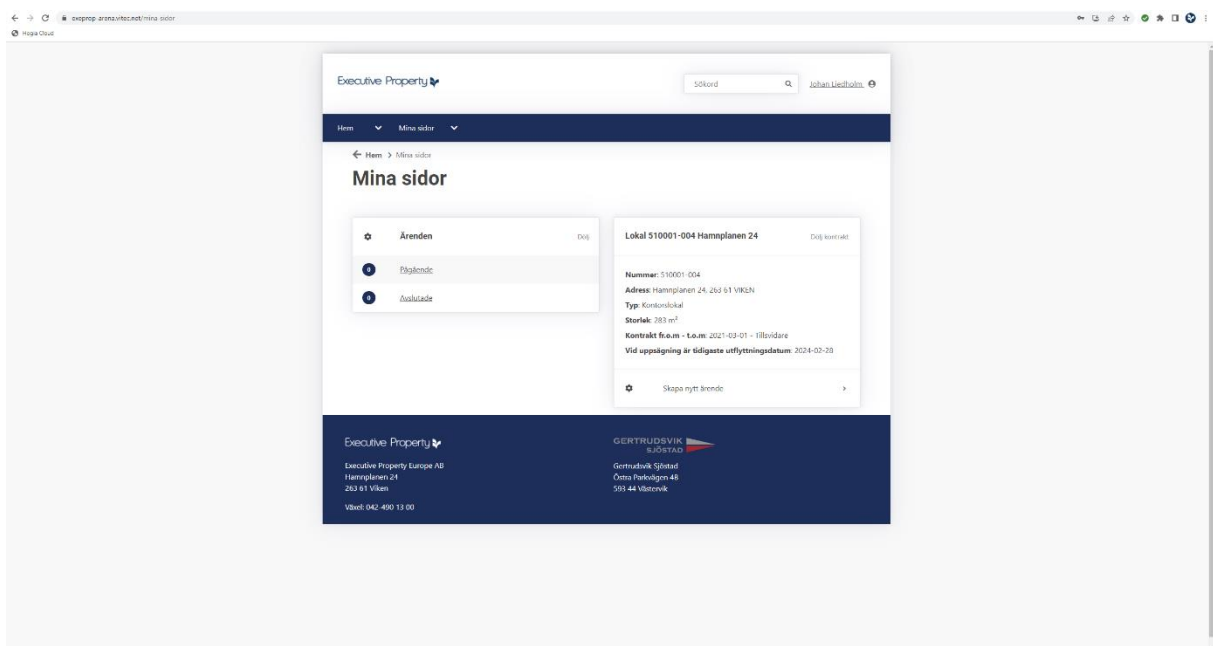 exeprop-arena.vitec.net/mina-sidor
Hogia Cloud
Executive Property
Sökord
Johan Liedholm
Hem
Mina sidor
Hem > Mina sidor
Mina sidor
Ärenden
Dölj
0 Pågående
0 Avslutade
Lokal 510001-004 Hamnplanen 24
Dölj kontrakt
Nummer: 510001-004
Adress: Hamnplanen 24, 263 61 VIKEN
Typ: Kontorslokal
Storlek: 283 m²
Kontrakt fr.o.m - t.o.m: 2021-03-01 - Tillsvidare
Vid uppsägning är tidigaste utflyttningsdatum: 2024-02-28
Skapa nytt ärende
Executive Property
Executive Property Europe AB
Hamnplanen 24
263 61 Viken
Växel: 042-490 13 00
GERTRUDSVIK
SJÖSTAD
Gertrudsvik Sjöstad
Östra Parkvägen 48
593 44 Västervik